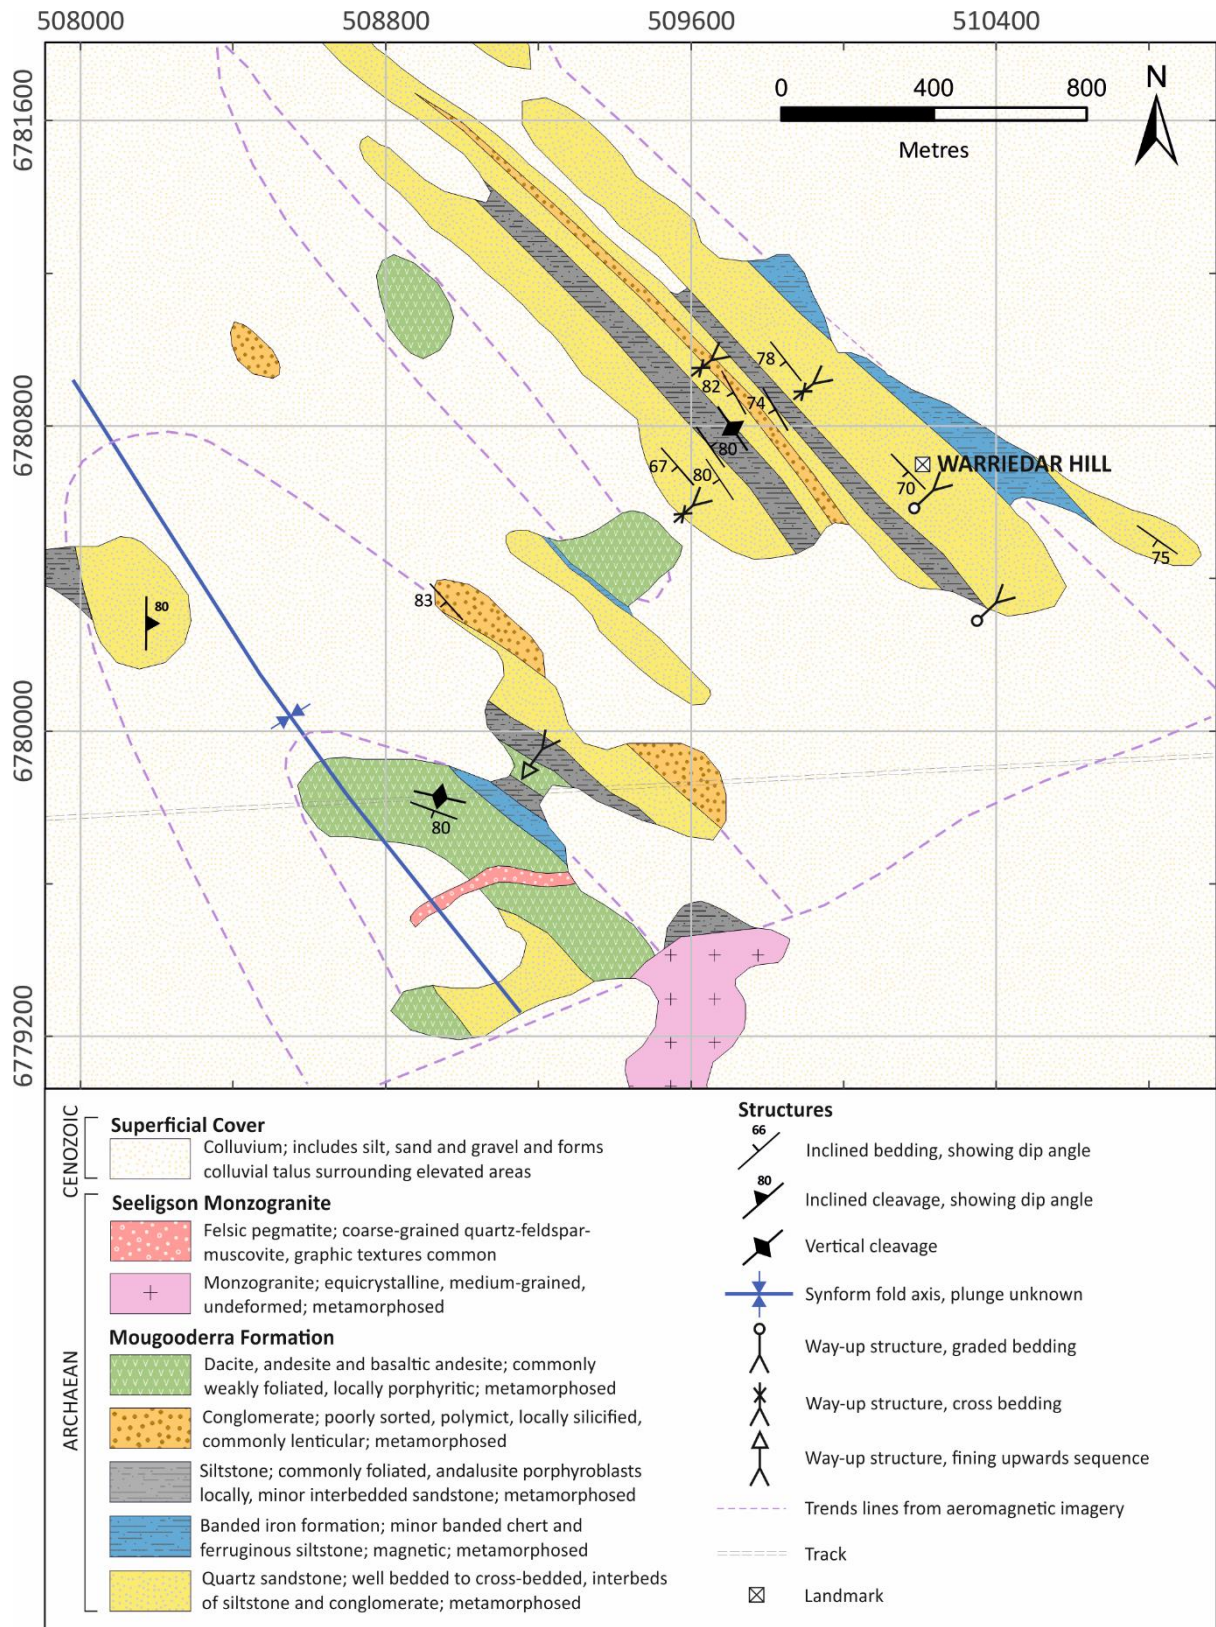 508000 508800 509600 510400
6781600
6780800
6780000
6779200
0 400 800
Metres
N
78
82
74
80
67
80
70
WARRIEDAR HILL
75
80
83
80
CENOZOIC
Superficial Cover
Colluvium; includes silt, sand and gravel and forms
colluvial talus surrounding elevated areas
ARCHAEAN
Seeligson Monzogranite
Felsic pegmatite; coarse-grained quartz-feldspar-
muscovite, graphic textures common
Monzogranite; equicrystalline, medium-grained,
undeformed; metamorphosed
Mougooderra Formation
Dacite, andesite and basaltic andesite; commonly
weakly foliated, locally porphyritic; metamorphosed
Conglomerate; poorly sorted, polymict, locally silicified,
commonly lenticular; metamorphosed
Siltstone; commonly foliated, andalusite porphyroblasts
locally, minor interbedded sandstone; metamorphosed
Banded iron formation; minor banded chert and
ferruginous siltstone; magnetic; metamorphosed
Quartz sandstone; well bedded to cross-bedded, interbeds
of siltstone and conglomerate; metamorphosed
Structures
66
Inclined bedding, showing dip angle
80
Inclined cleavage, showing dip angle
Vertical cleavage
Synform fold axis, plunge unknown
Way-up structure, graded bedding
Way-up structure, cross bedding
Way-up structure, fining upwards sequence
Trends lines from aeromagnetic imagery
Track
Landmark